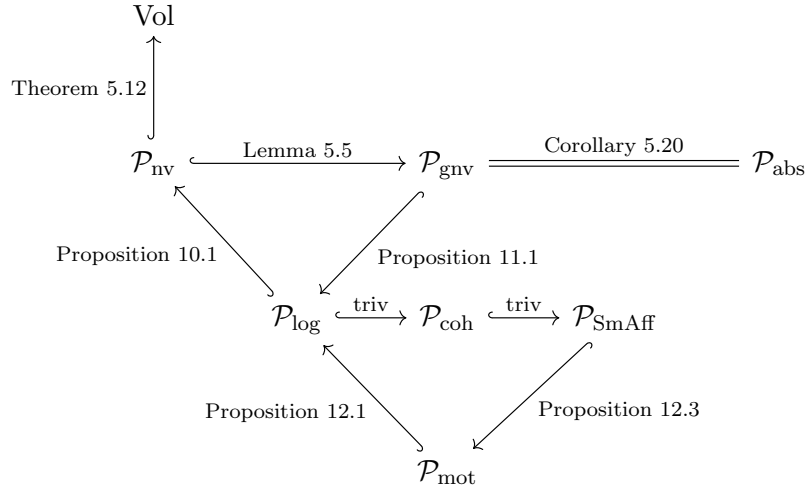 Vol
Theorem 5.12
𝒫_nv Lemma 5.5 𝒫_gnv Corollary 5.20 𝒫_abs
Proposition 10.1 Proposition 11.1
𝒫_log triv 𝒫_coh triv 𝒫_SmAff
Proposition 12.1 Proposition 12.3
𝒫_mot